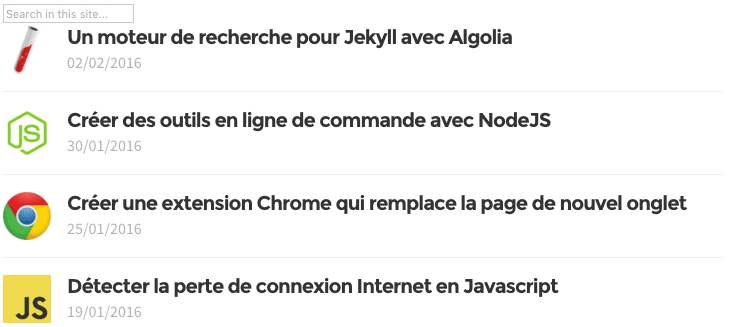 Search in this site...
Un moteur de recherche pour Jekyll avec Algolia
02/02/2016
JS
Créer des outils en ligne de commande avec NodeJS
30/01/2016
Créer une extension Chrome qui remplace la page de nouvel onglet
25/01/2016
JS
Détecter la perte de connexion Internet en Javascript
19/01/2016